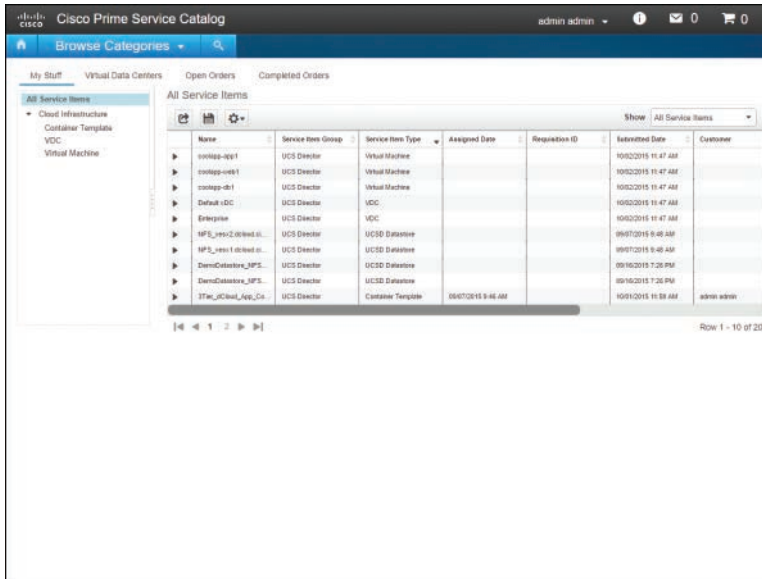 CISCO Cisco Prime Service Catalog admin admin 0 0
Browse Categories
My Stuff Virtual Data Centers Open Orders Completed Orders
All Service Items
Cloud Infrastructure
Container Template
VDC
Virtual Machine
All Service Items
Show All Service Items
Name Service Item Group Service Item Type Assigned Date Requisition ID Submitted Date Customer
coolapp-app1 UCS Director Virtual Machine 10/02/2015 11:47 AM
coolapp-web1 UCS Director Virtual Machine 10/02/2015 11:47 AM
coolapp-db1 UCS Director Virtual Machine 10/02/2015 11:47 AM
Default vDC UCS Director VDC 10/02/2015 11:47 AM
Enterprise UCS Director VDC 10/02/2015 11:47 AM
UCS Director UCSD Datastore 09/07/2015 9:46 AM
UCS Director UCSD Datastore 09/07/2015 9:46 AM
DemoDatastore_NFS... UCS Director UCSD Datastore 09/16/2015 7:26 PM
DemoDatastore_NFS... UCS Director UCSD Datastore 09/16/2015 7:26 PM
3Tier_dCloud_App_Co... UCS Director Container Template 09/07/2015 9:46 AM 10/01/2015 11:58 AM admin admin
1 2
Row 1 - 10 of 20